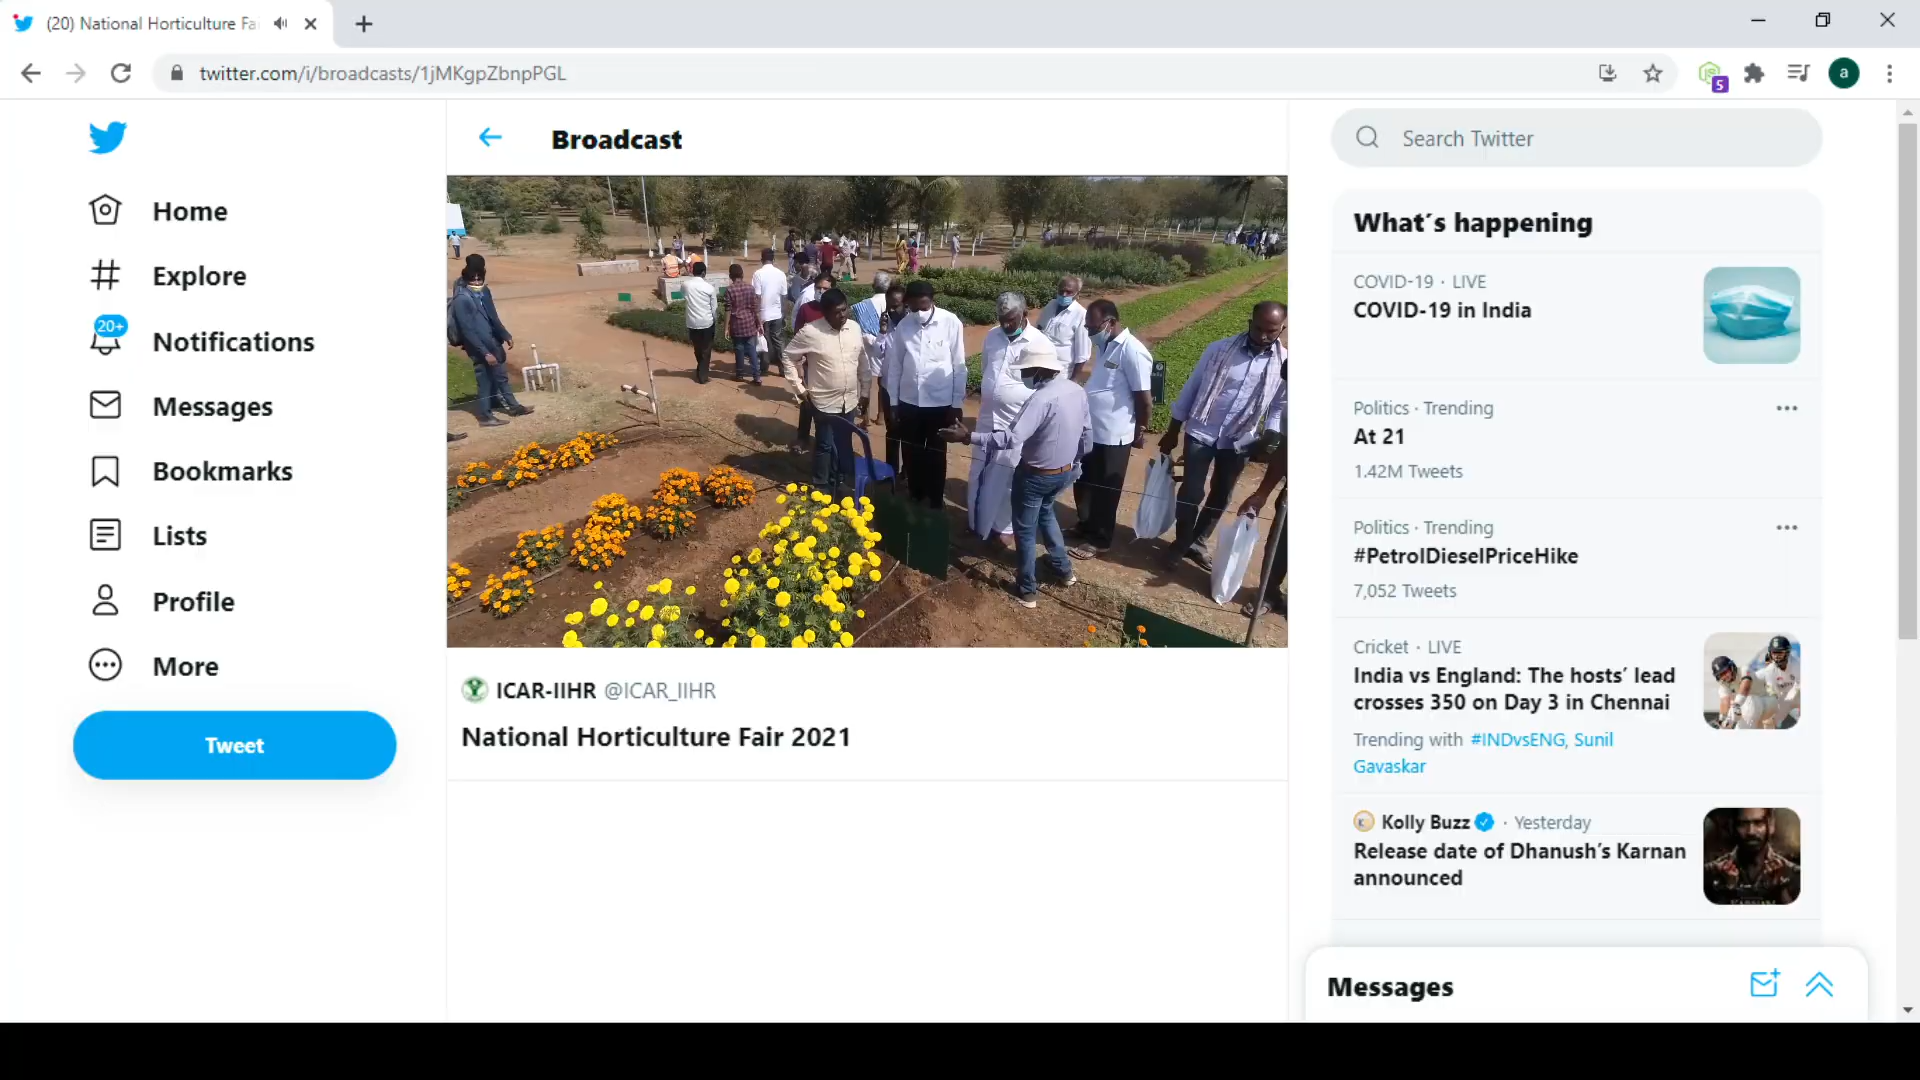 (20) National Horticulture Fa
twitter.com/i/broadcasts/1jMKgpZbnpPGL
5
a
Home
Explore
20+
Notifications
Messages
Bookmarks
Lists
Profile
More
Tweet
Broadcast
ICAR-IIHR @ICAR_IIHR
National Horticulture Fair 2021
Search Twitter
What's happening
COVID-19 · LIVE
COVID-19 in India
Politics · Trending
At 21
1.42M Tweets
Politics · Trending
#PetrolDieselPriceHike
7,052 Tweets
Cricket · LIVE
India vs England: The hosts' lead
crosses 350 on Day 3 in Chennai
Trending with #INDvsENG, Sunil
Gavaskar
Kolly Buzz · Yesterday
Release date of Dhanush's Karnan
announced
Messages